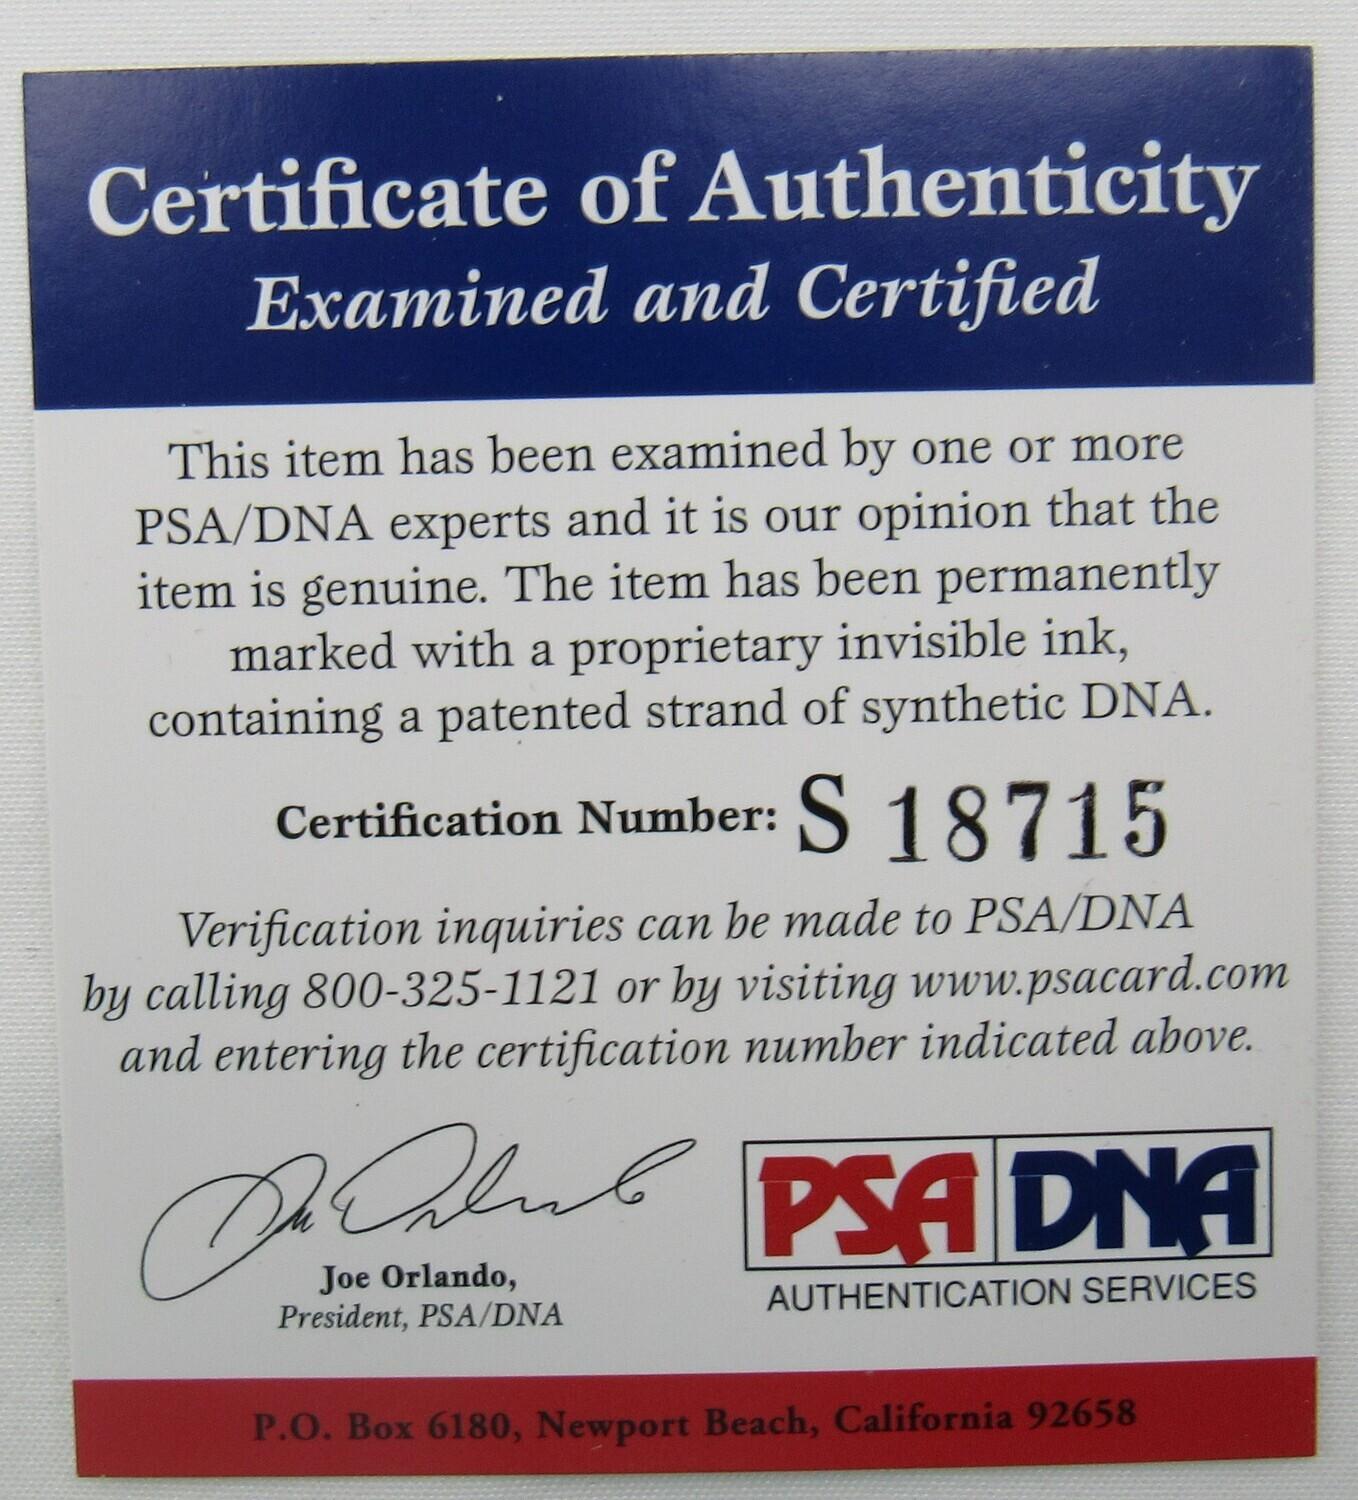 Certificate of Authenticity
Examined and Certified
This item has been examined by one or more
PSA/DNA experts and it is our opinion that the
item is genuine. The item has been permanently
marked with a proprietary invisible ink,
containing a patented strand of synthetic DNA.
Certification Number: S 18715
Verification inquiries can be made to PSA/DNA
by calling 800-325-1121 or by visiting www.psacard.com
and entering the certification number indicated above.
Joe Orlando,
President, PSA/DNA
PSA DNA
AUTHENTICATION SERVICES
P.O. Box 6180, Newport Beach, California 92658